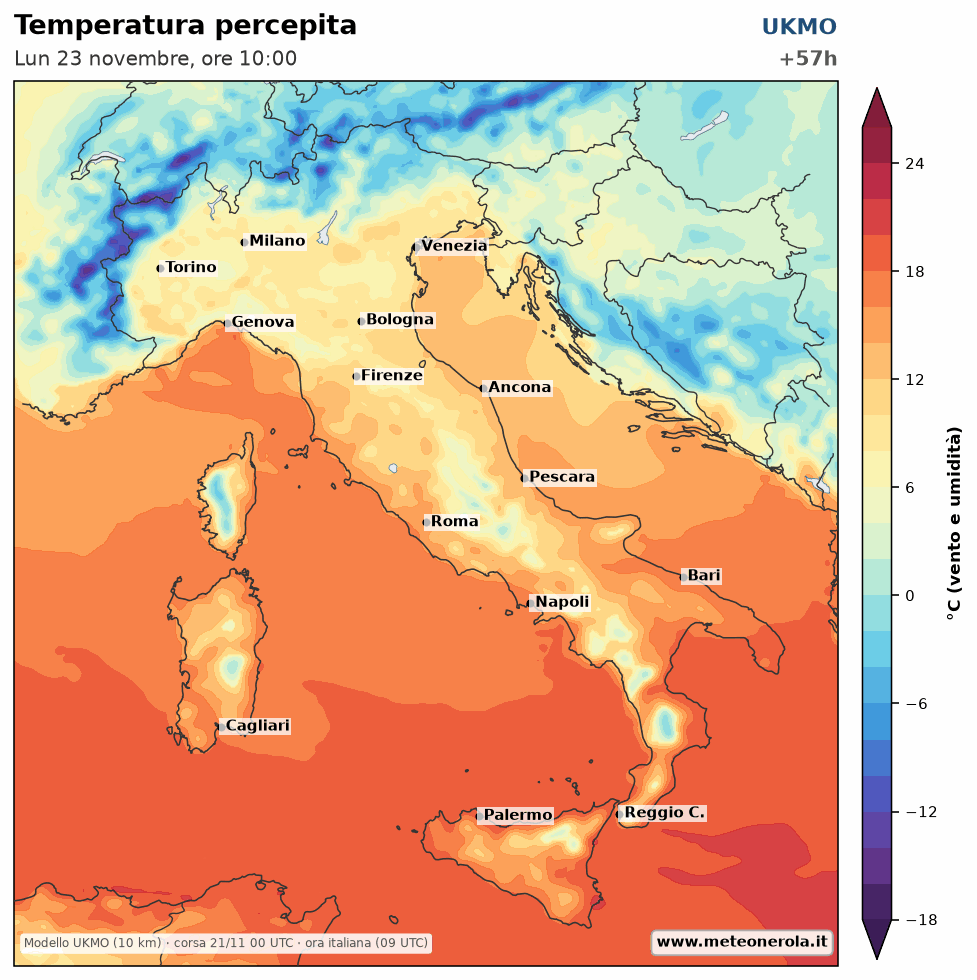 Temperatura percepita
UKMO
Lun 23 novembre, ore 10:00
+57h
Milano
Venezia
Torino
Genova
Bologna
Firenze
Ancona
Pescara
Roma
Bari
Napoli
Cagliari
Palermo
Reggio C.
24
18
12
6
0
−6
−12
−18
°C (vento e umidità)
Modello UKMO (10 km) · corsa 21/11 00 UTC · ora italiana (09 UTC)
www.meteonerola.it